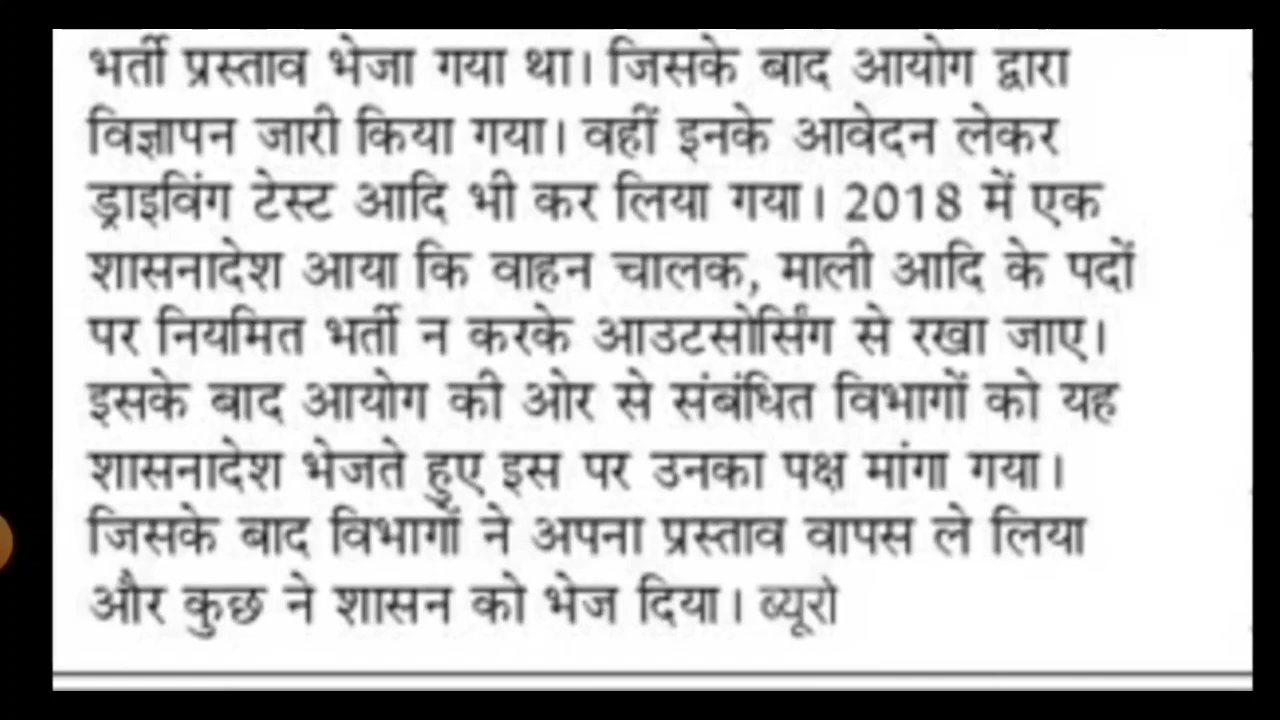 भर्ती प्रस्ताव भेजा गया था। जिसके बाद आयोग द्वारा
विज्ञापन जारी किया गया। वहीं इनके आवेदन लेकर
ड्राइविंग टेस्ट आदि भी कर लिया गया। 2018 में एक
शासनादेश आया कि वाहन चालक, माली आदि के पदों
पर नियमित भर्ती न करके आउटसोर्सिंग से रखा जाए।
इसके बाद आयोग की ओर से संबंधित विभागों को यह
शासनादेश भेजते हुए इस पर उनका पक्ष मांगा गया।
जिसके बाद विभागों ने अपना प्रस्ताव वापस ले लिया
और कुछ ने शासन को भेज दिया। ब्यूरो